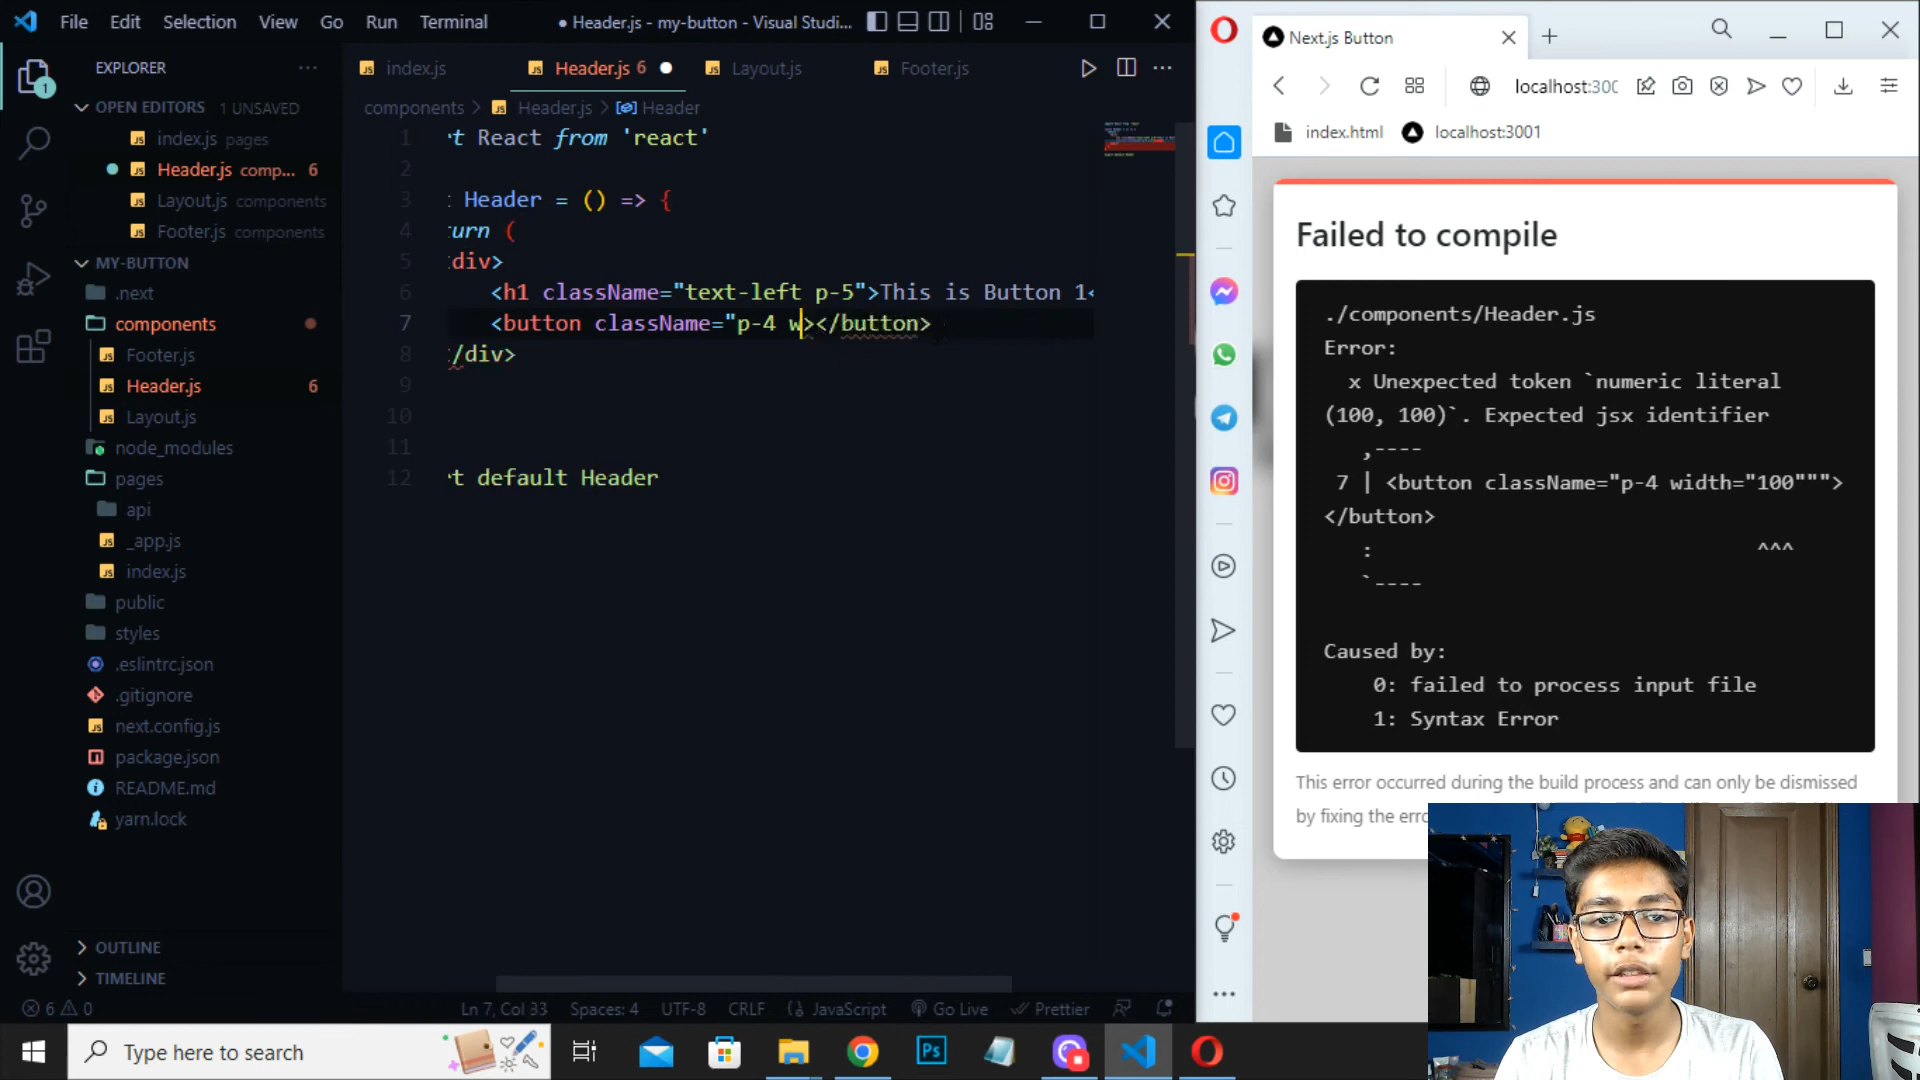 File Edit Selection View Go Run Terminal
● Header.js - my-button - Visual Studi...
EXPLORER
OPEN EDITORS 1 UNSAVED
index.js pages
Header.js comp... 6
Layout.js components
Footer.js components
MY-BUTTON
.next
components
Footer.js
Header.js 6
Layout.js
node_modules
pages
api
_app.js
index.js
public
styles
.eslintrc.json
.gitignore
next.config.js
package.json
README.md
yarn.lock
OUTLINE
TIMELINE
1
index.js
Header.js 6
Layout.js
Footer.js
components > Header.js > Header
1 t React from 'react'
2
3 Header = () => {
4 urn (
5 div>
6 <h1 className="text-left p-5">This is Button 1<
7 <button className="p-4 w></button>
8 /div>
9
10
11
12 t default Header
6 0
Ln 7, Col 33
Spaces: 4
UTF-8
CRLF
JavaScript
Go Live
Prettier
Next.js Button
localhost:300
index.html
localhost:3001
Failed to compile
./components/Header.js
Error:
x Unexpected token `numeric literal
(100, 100)`. Expected jsx identifier
,----
7 | <button className="p-4 width="100""">
</button>
: ^^^
`----
Caused by:
0: failed to process input file
1: Syntax Error
This error occurred during the build process and can only be dismissed
by fixing the erro
Type here to search
Ps